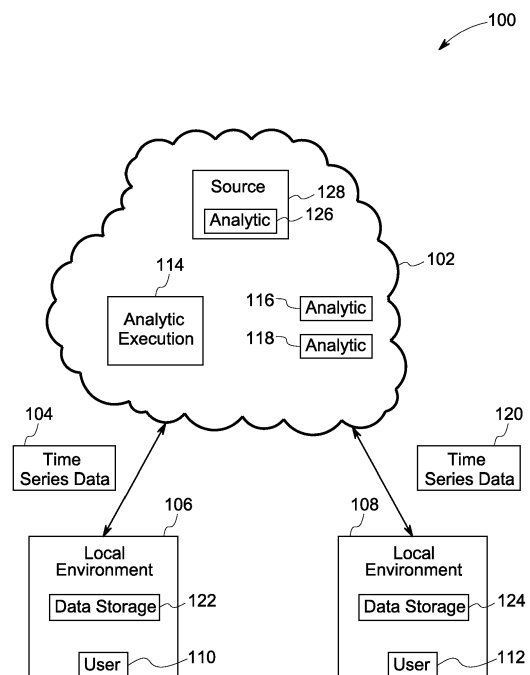 100
Source
128
Analytic
126
102
114
Analytic
Execution
116
Analytic
118
Analytic
104
Time
Series Data
120
Time
Series Data
106
Local
Environment
Data Storage
122
User
110
108
Local
Environment
Data Storage
124
User
112